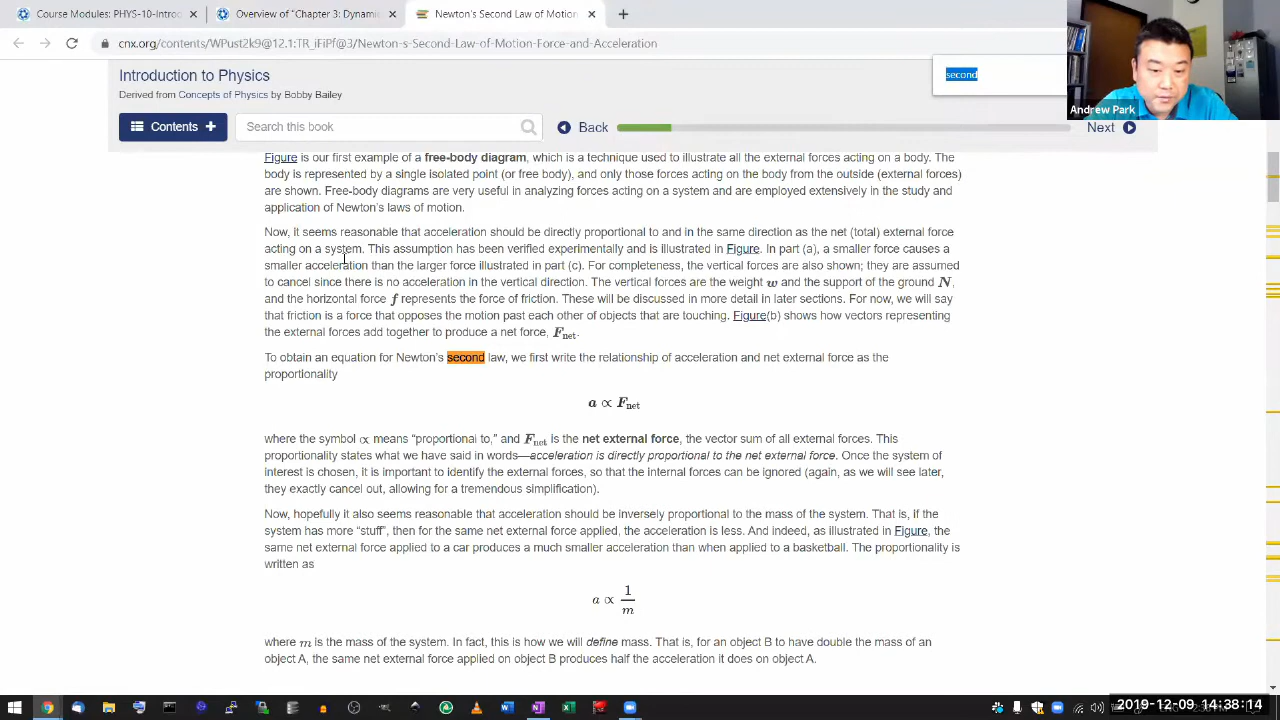 Course Modules: PHYS-10-Intro
Overview of "Chapter 3: Dynamic
Newton's Second Law of Motion
cnx.org/contents/WPust2k9@12.1:TR_iFiPf@3/Newton-s-Second-Law-of-Motion-Force-and-Acceleration
Introduction to Physics
second
Derived from Concepts of Physics by Bobby Bailey
Andrew Park
Contents +
Search this book
Back
Next
Figure is our first example of a free-body diagram, which is a technique used to illustrate all the external forces acting on a body. The
body is represented by a single isolated point (or free body), and only those forces acting on the body from the outside (external forces)
are shown. Free-body diagrams are very useful in analyzing forces acting on a system and are employed extensively in the study and
application of Newton's laws of motion.
Now, it seems reasonable that acceleration should be directly proportional to and in the same direction as the net (total) external force
acting on a system. This assumption has been verified experimentally and is illustrated in Figure. In part (a), a smaller force causes a
smaller acceleration than the larger force illustrated in part (c). For completeness, the vertical forces are also shown; they are assumed
to cancel since there is no acceleration in the vertical direction. The vertical forces are the weight w and the support of the ground N,
and the horizontal force f represents the force of friction. These will be discussed in more detail in later sections. For now, we will say
that friction is a force that opposes the motion past each other of objects that are touching. Figure(b) shows how vectors representing
the external forces add together to produce a net force, Fnet.
To obtain an equation for Newton's second law, we first write the relationship of acceleration and net external force as the
proportionality
a ∝ Fnet
where the symbol ∝ means "proportional to," and Fnet is the net external force, the vector sum of all external forces. This
proportionality states what we have said in words—acceleration is directly proportional to the net external force. Once the system of
interest is chosen, it is important to identify the external forces, so that the internal forces can be ignored (again, as we will see later,
they exactly cancel out, allowing for a tremendous simplification).
Now, hopefully it also seems reasonable that acceleration should be inversely proportional to the mass of the system. That is, if the
system has more "stuff", then for the same net external force applied, the acceleration is less. And indeed, as illustrated in Figure, the
same net external force applied to a car produces a much smaller acceleration than when applied to a basketball. The proportionality is
written as
a ∝ 1/m
where m is the mass of the system. In fact, this is how we will define mass. That is, for an object B to have double the mass of an
object A, the same net external force applied on object B produces half the acceleration it does on object A.
2019-12-09 14:38:14